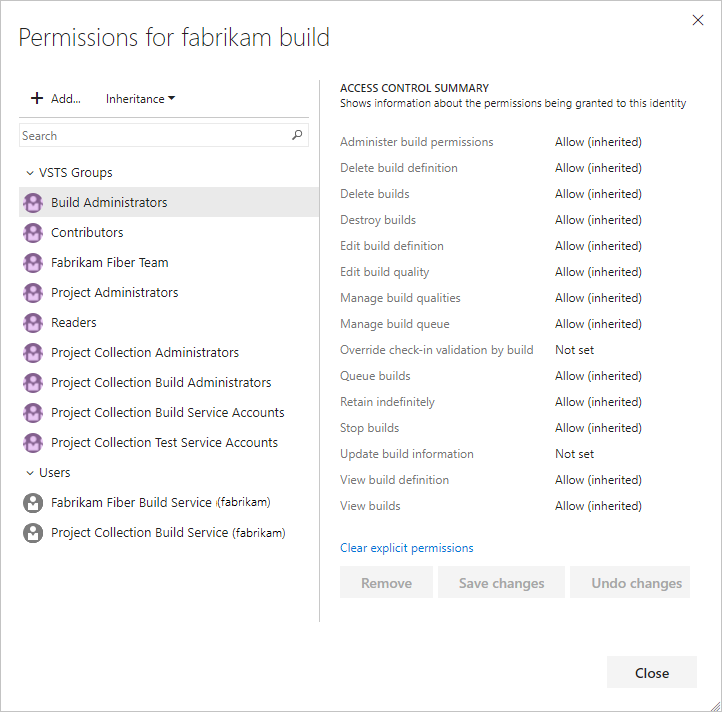 Permissions for fabrikam build
Add...
Inheritance
Search
VSTS Groups
Build Administrators
Contributors
Fabrikam Fiber Team
Project Administrators
Readers
Project Collection Administrators
Project Collection Build Administrators
Project Collection Build Service Accounts
Project Collection Test Service Accounts
Users
Fabrikam Fiber Build Service (fabrikam)
Project Collection Build Service (fabrikam)
ACCESS CONTROL SUMMARY
Shows information about the permissions being granted to this identity
Administer build permissions Allow (inherited)
Delete build definition Allow (inherited)
Delete builds Allow (inherited)
Destroy builds Allow (inherited)
Edit build definition Allow (inherited)
Edit build quality Allow (inherited)
Manage build qualities Allow (inherited)
Manage build queue Allow (inherited)
Override check-in validation by build Not set
Queue builds Allow (inherited)
Retain indefinitely Allow (inherited)
Stop builds Allow (inherited)
Update build information Not set
View build definition Allow (inherited)
View builds Allow (inherited)
Clear explicit permissions
Remove
Save changes
Undo changes
Close